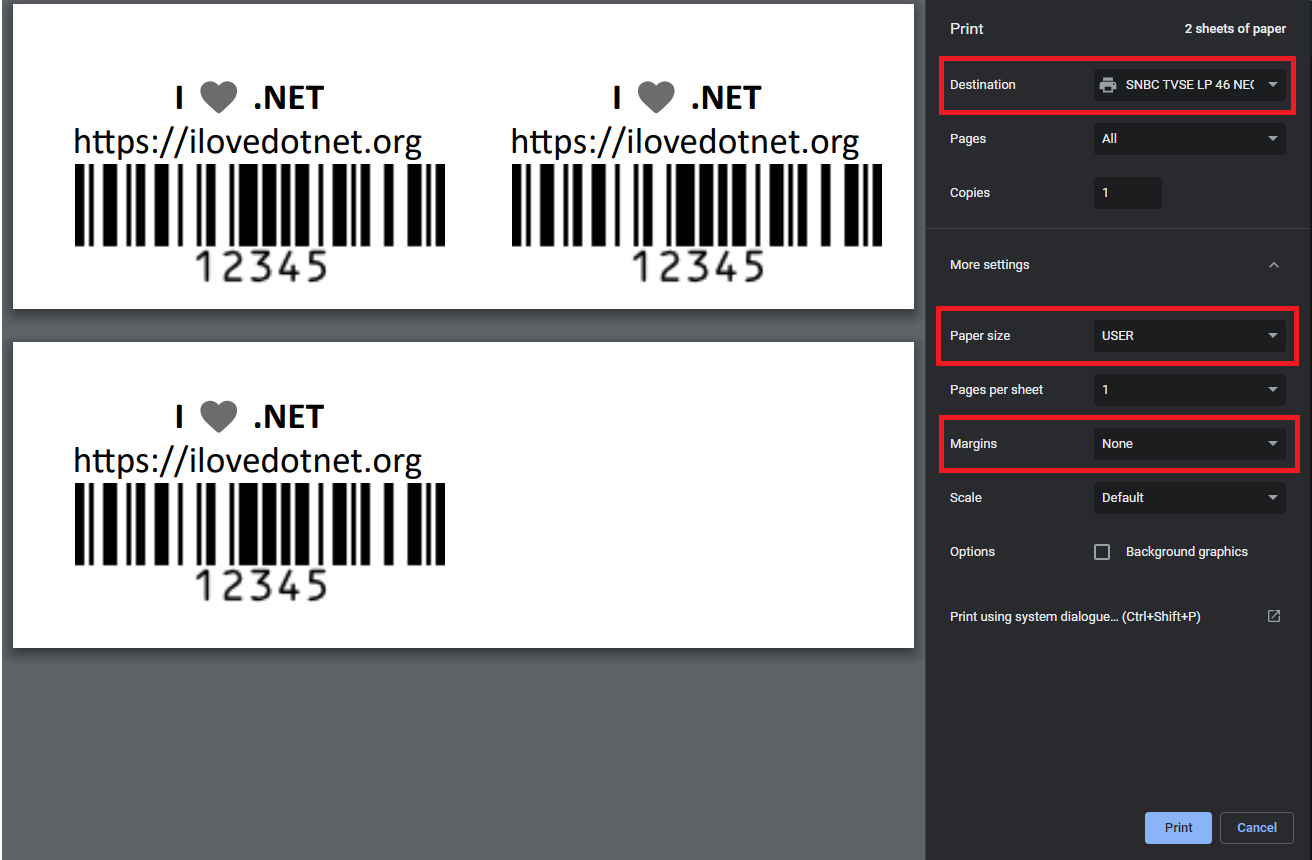 I ♥ .NET
https://ilovedotnet.org
12345
I ♥ .NET
https://ilovedotnet.org
12345
I ♥ .NET
https://ilovedotnet.org
12345
Print 2 sheets of paper
Destination SNBC TVSE LP 46 NEC
Pages All
Copies 1
More settings
Paper size USER
Pages per sheet 1
Margins None
Scale Default
Options Background graphics
Print using system dialogue... (Ctrl+Shift+P)
Print Cancel